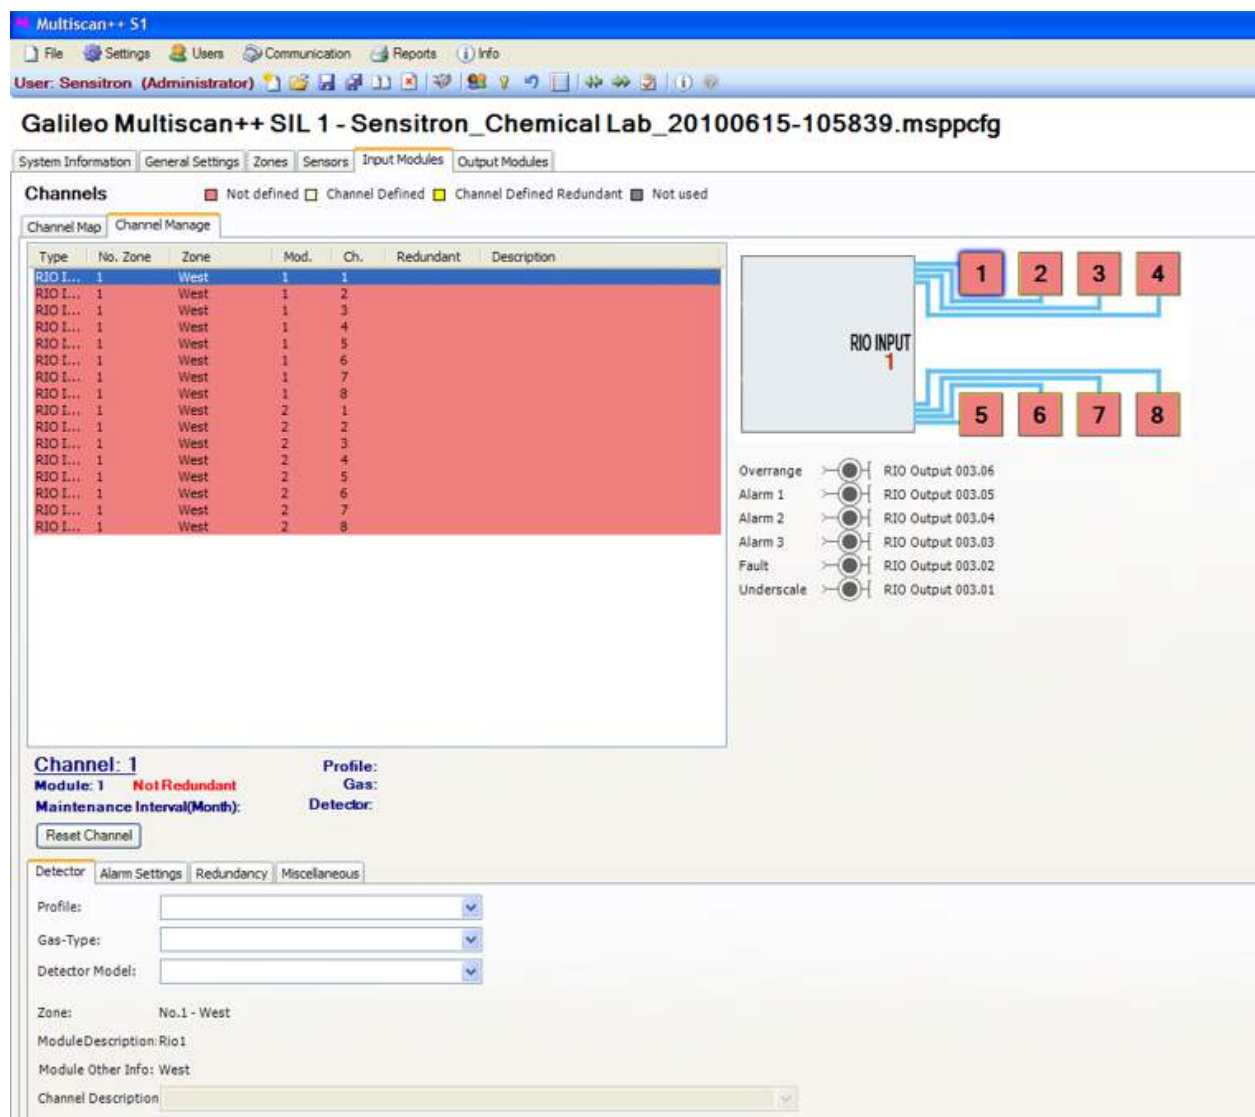 Multiscan++ S1
File Settings Users Communication Reports Info
User: Sensitron (Administrator)
Galileo Multiscan++ SIL 1 - Sensitron_Chemical Lab_20100615-105839.msppcfg
System Information General Settings Zones Sensors Input Modules Output Modules
Channels Not defined Channel Defined Channel Defined Redundant Not used
Channel Map Channel Manage
Type No. Zone Zone Mod. Ch. Redundant Description
RIO I... 1 West 1 1
RIO I... 1 West 1 2
RIO I... 1 West 1 3
RIO I... 1 West 1 4
RIO I... 1 West 1 5
RIO I... 1 West 1 6
RIO I... 1 West 1 7
RIO I... 1 West 1 8
RIO I... 1 West 2 1
RIO I... 1 West 2 2
RIO I... 1 West 2 3
RIO I... 1 West 2 4
RIO I... 1 West 2 5
RIO I... 1 West 2 6
RIO I... 1 West 2 7
RIO I... 1 West 2 8
1 2 3 4
RIO INPUT
1
5 6 7 8
Overrange RIO Output 003.06
Alarm 1 RIO Output 003.05
Alarm 2 RIO Output 003.04
Alarm 3 RIO Output 003.03
Fault RIO Output 003.02
Underscale RIO Output 003.01
Channel: 1 Profile:
Module: 1 Not Redundant Gas:
Maintenance Interval(Month): Detector:
Reset Channel
Detector Alarm Settings Redundancy Miscellaneous
Profile:
Gas-Type:
Detector Model:
Zone: No.1 - West
ModuleDescription: Rio1
Module Other Info: West
Channel Description